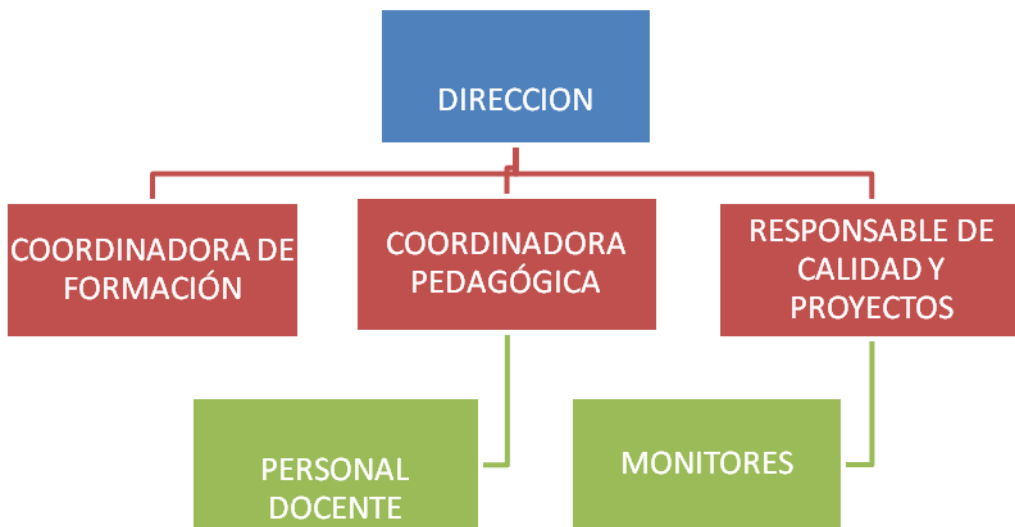 DIRECCION
COORDINADORA DE
FORMACIÓN
COORDINADORA
PEDAGÓGICA
RESPONSABLE DE
CALIDAD Y
PROYECTOS
PERSONAL
DOCENTE
MONITORES